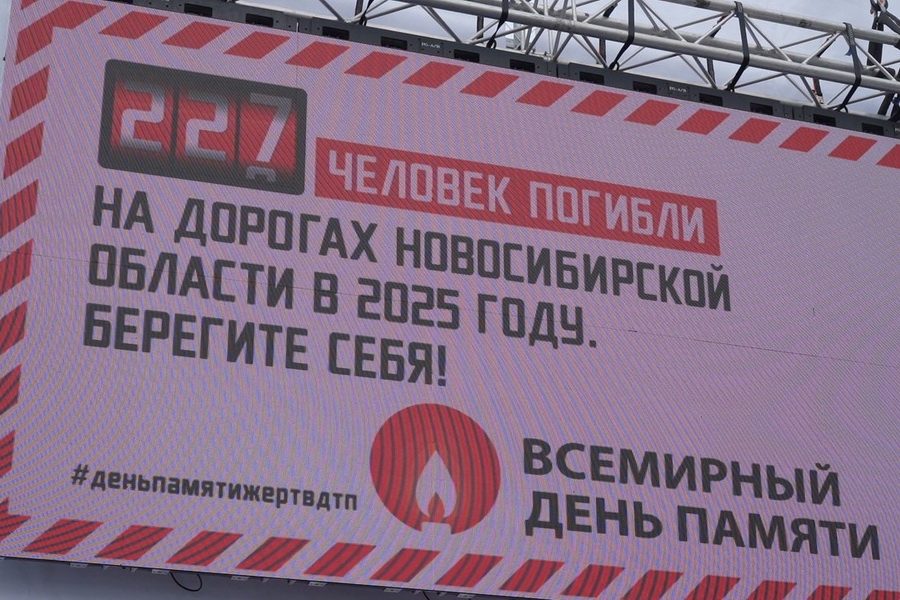 227 ЧЕЛОВЕК ПОГИБЛИ
НА ДОРОГАХ НОВОСИБИРСКОЙ
ОБЛАСТИ В 2025 ГОДУ.
БЕРЕГИТЕ СЕБЯ!
#деньпамятижертвдтп
ВСЕМИРНЫЙ
ДЕНЬ ПАМЯТИ